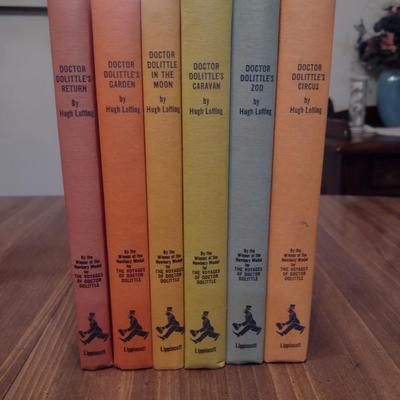 DOCTOR
DOLITTLE'S
RETURN
By
Hugh Lofting
By the
Winner of the
Newbery Medal
for
THE VOYAGES
OF DOCTOR
DOLITTLE
Lippincott
DOCTOR
DOLITTLE'S
GARDEN
by
Hugh Lofting
By the
Winner of the
Newbery Medal
for
THE VOYAGES
OF DOCTOR
DOLITTLE
Lippincott
DOCTOR
DOLITTLE
IN THE
MOON
by
Hugh Lofting
By the
Winner of the
Newbery Medal
for
THE VOYAGES
OF DOCTOR
DOLITTLE
Lippincott
DOCTOR
DOLITTLE'S
CARAVAN
by
Hugh Lofting
By the
Winner of the
Newbery Medal
for
THE VOYAGES
OF DOCTOR
DOLITTLE
Lippincott
DOCTOR
DOLITTLE'S
ZOO
by
Hugh Lofting
By the
Winner of the
Newbery Medal
for
THE VOYAGES
OF DOCTOR
DOLITTLE
Lippincott
DOCTOR
DOLITTLE'S
CIRCUS
by
Hugh Lofting
By the
Winner of the
Newbery Medal
for
THE VOYAGES
OF DOCTOR
DOLITTLE
Lippincott